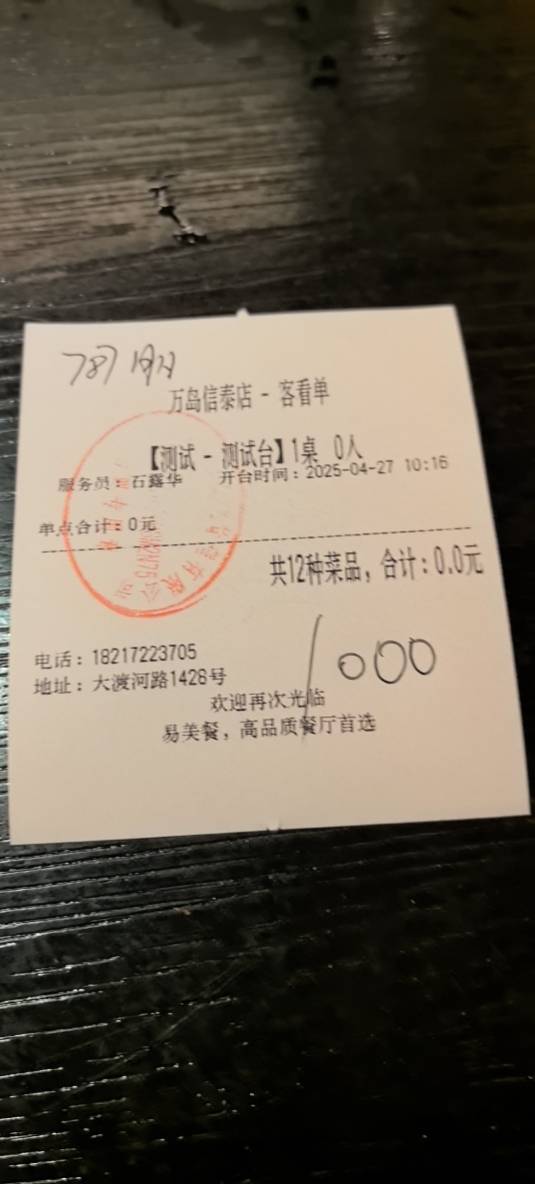 万岛信泰店 - 客看单
【测试 - 测试台】1桌 0人
服务员：石露华 开台时间：2025-04-27 10:16
单点合计：0元
共12种菜品，合计：0.0元
1000
电话：18217223705
地址：大渡河路1428号
欢迎再次光临
易美餐，高品质餐厅首选